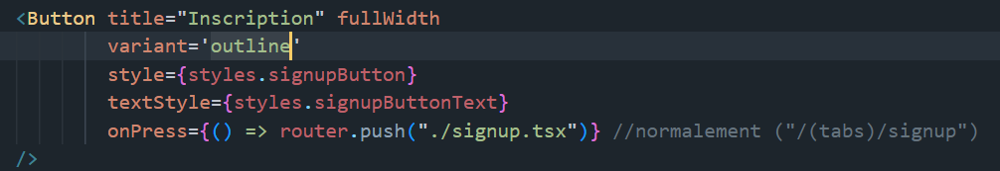 <Button title="Inscription" fullWidth
variant='outline'
style={styles.signupButton}
textStyle={styles.signupButtonText}
onPress={() => router.push("./signup.tsx")} //normalement ("/(tabs)/signup")
/>